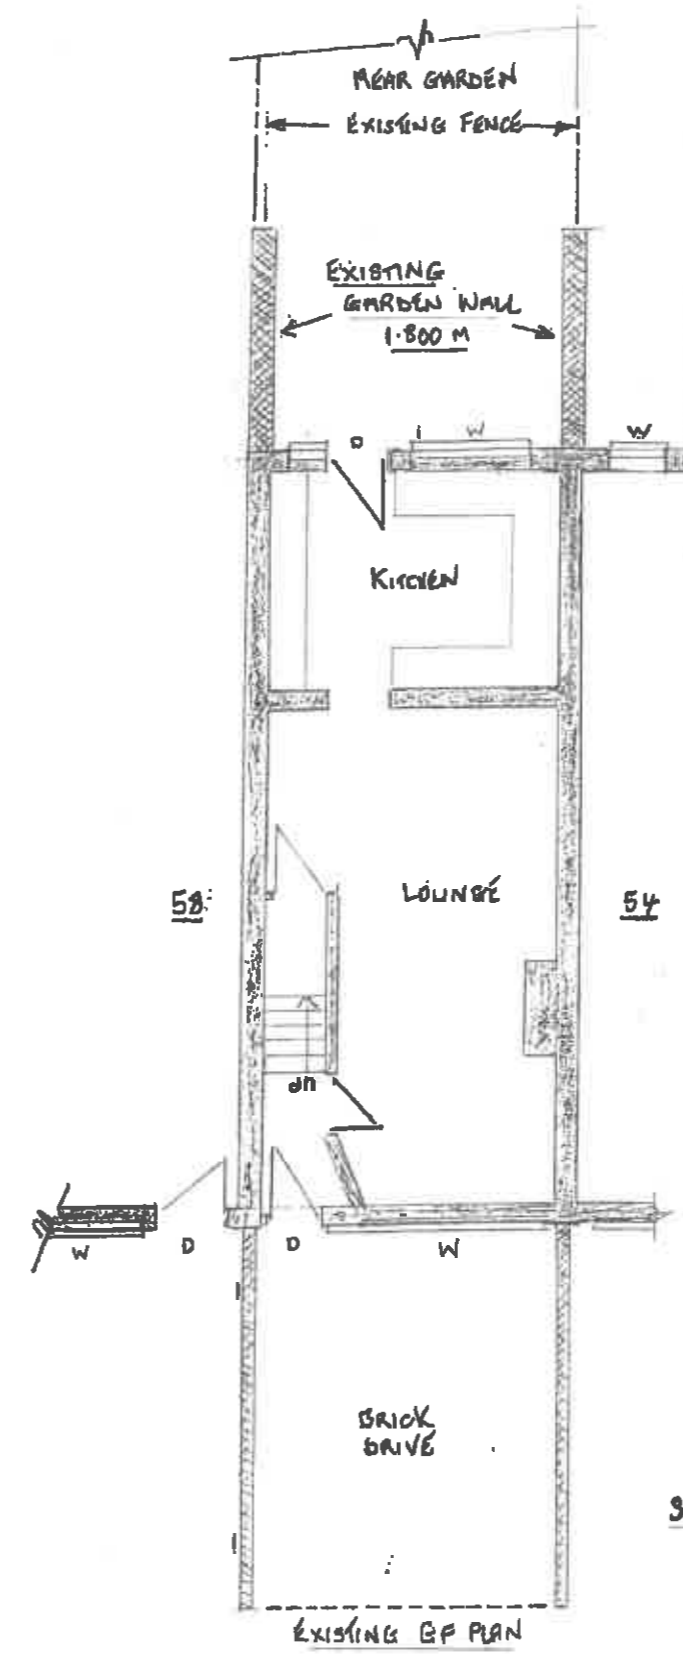 REAR GARDEN
EXISTING FENCE
EXISTING
GARDEN WALL
1.800 M
D
W
W
KITCHEN
LOUNGE
58
54
UP
W
D
D
W
BRICK
DRIVE
EXISTING GF PLAN